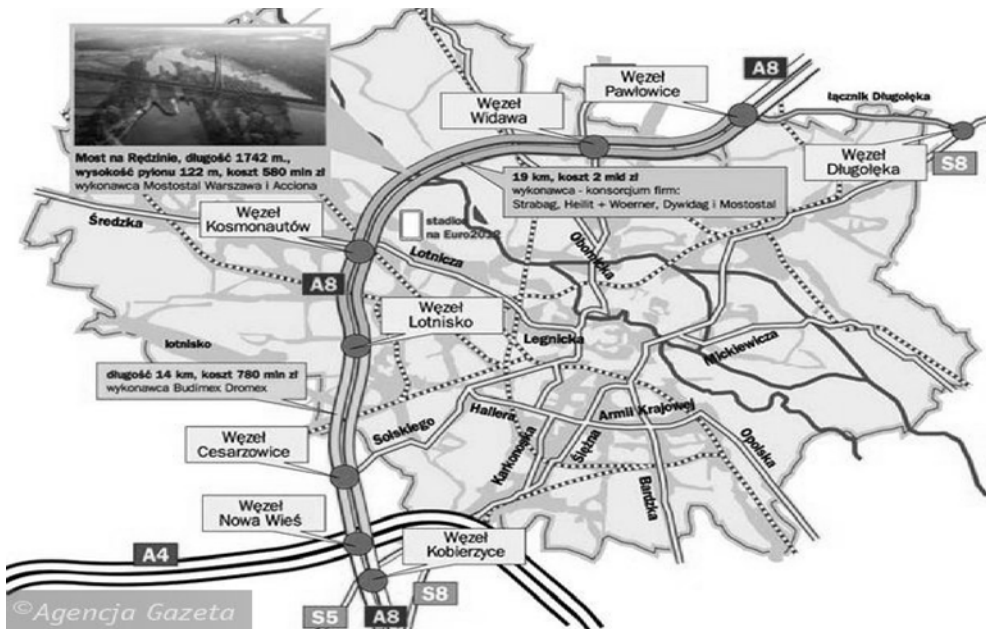 A8
Węzeł
Pawłowice
łącznik Długołęka
Węzeł
Widawa
Węzeł
Długołęka
S8
Most na Rędzinie, długość 1742 m.,
wysokość pylonu 122 m, koszt 580 mln zł
wykonawca Mostostal Warszawa i Acciona
19 km, koszt 2 mld zł
wykonawca - konsorcjum firm:
Strabag, Heilit + Woerner, Dywidag i Mostostal
Średzka
Węzeł
Kosmonautów
stadion
na Euro2012
Lotnicza
Obornicka
A8
Węzeł
Lotnisko
Legnicka
Mickiewicza
lotnisko
długość 14 km, koszt 780 mln zł
wykonawca Budimex Dromex
Solskiego
Hallera
Armii Krajowej
Węzeł
Cesarzowice
Karkonoska
Ślężna
Opolska
Bardzka
Węzeł
Nowa Wieś
Węzeł
Kobierzyce
A4
S8
S5
A8
©Agencja Gazeta